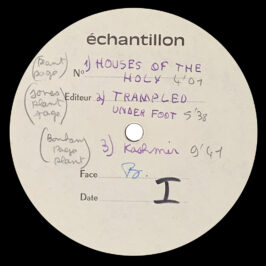 échantillon
(Plant Page) No 1) HOUSES OF THE
HOLY 4'01
(Jones Plant Page) Editeur 2) TRAMPLED
UNDER FOOT 5'38
(Bonham Page Plant) 3) Kashmir 9'41
Face B.
Date I